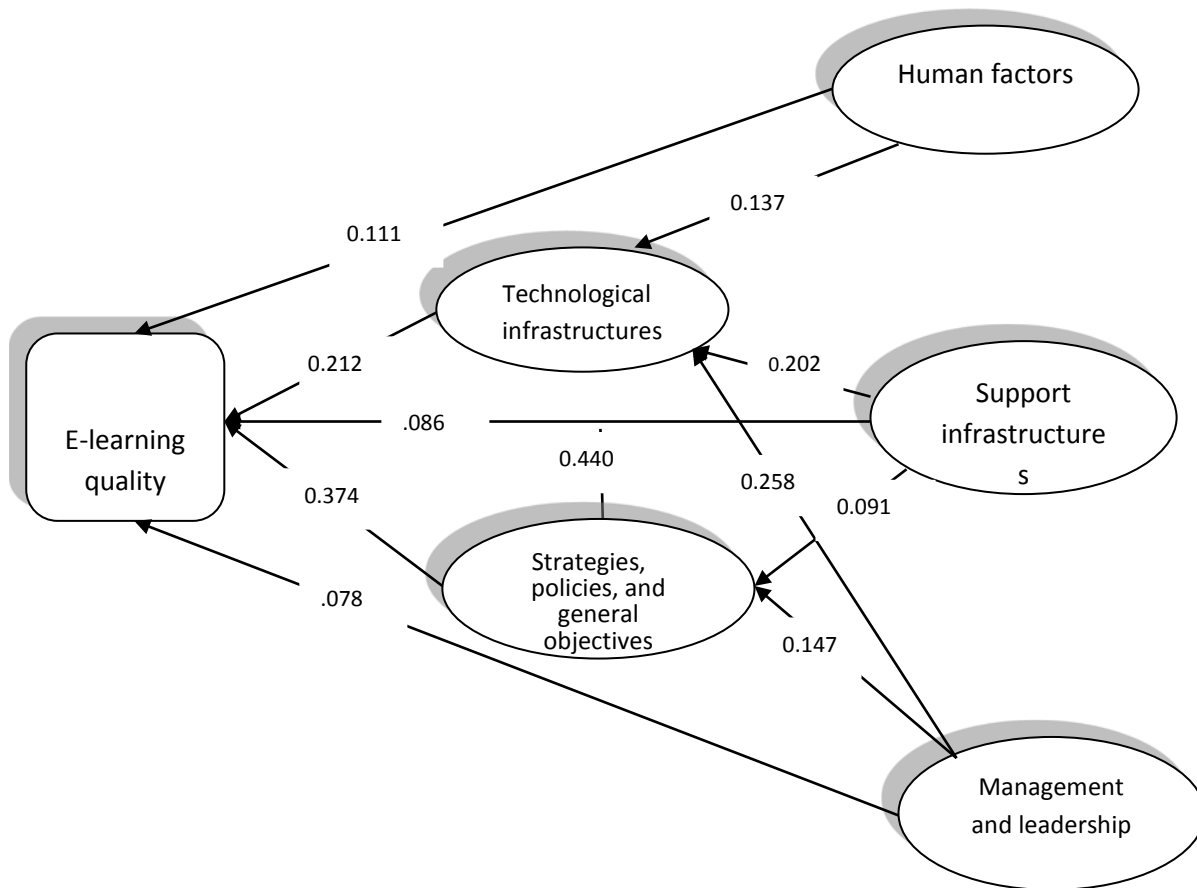 Human factors
0.137
0.111
Technological
infrastructures
0.212
0.202
Support
infrastructure
s
.086
E-learning
quality
0.440
0.258
0.091
0.374
Strategies,
policies, and
general
objectives
.078
0.147
Management
and leadership